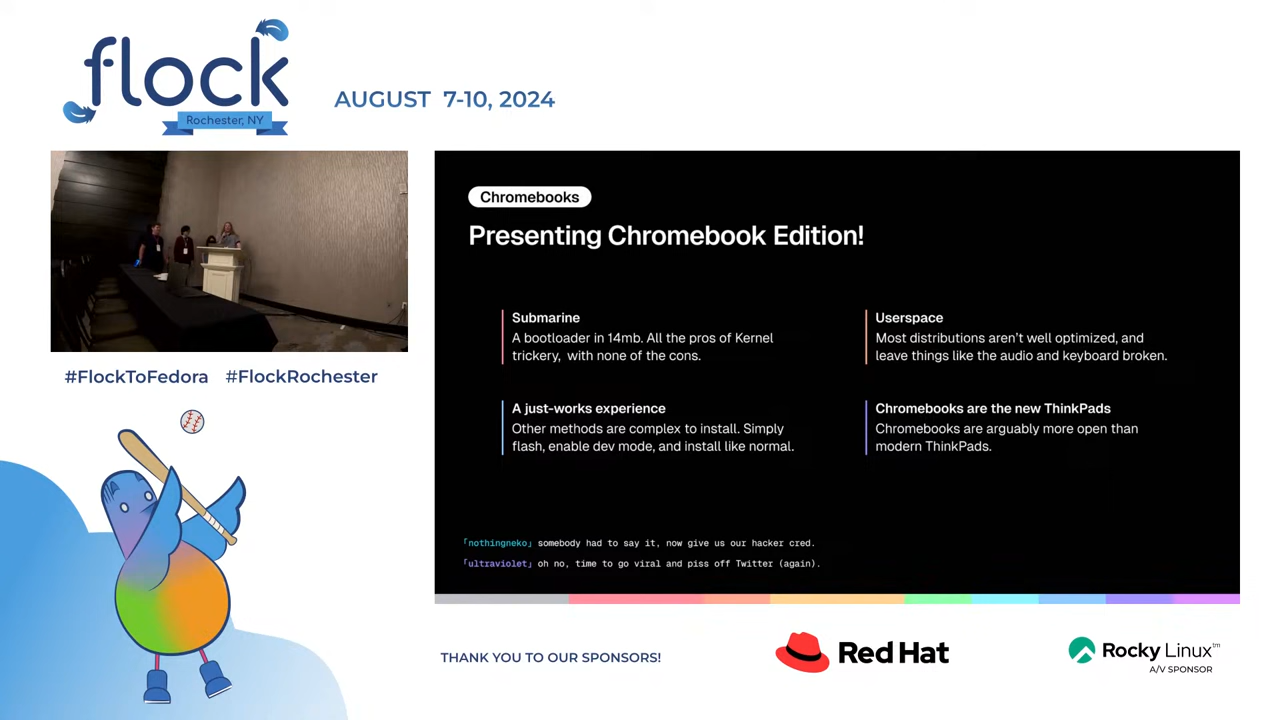 flock
Rochester, NY
AUGUST 7-10, 2024
Chromebooks
Presenting Chromebook Edition!
Submarine
A bootloader in 14mb. All the pros of Kernel
trickery, with none of the cons.
Userspace
Most distributions aren't well optimized, and
leave things like the audio and keyboard broken.
A just-works experience
Other methods are complex to install. Simply
flash, enable dev mode, and install like normal.
Chromebooks are the new ThinkPads
Chromebooks are arguably more open than
modern ThinkPads.
「nothingneko」 somebody had to say it, now give us our hacker cred.
「ultraviolet」 oh no, time to go viral and piss off Twitter (again).
#FlockToFedora #FlockRochester
THANK YOU TO OUR SPONSORS!
Red Hat
Rocky Linux™
A/V SPONSOR